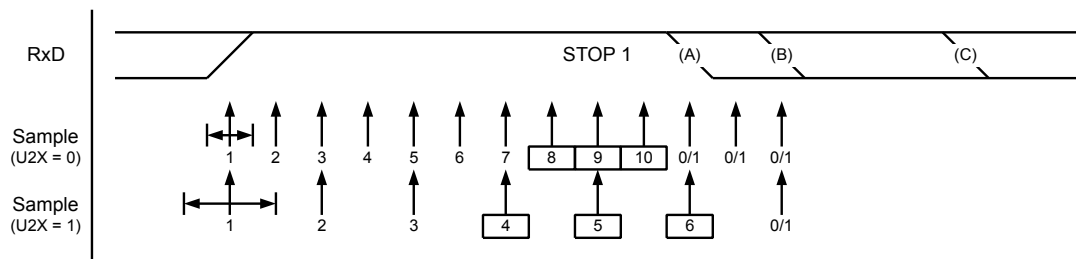 RxD STOP 1 (A) (B) (C)
Sample
(U2X = 0) 1 2 3 4 5 6 7 8 9 10 0/1 0/1 0/1
Sample
(U2X = 1) 1 2 3 4 5 6 0/1